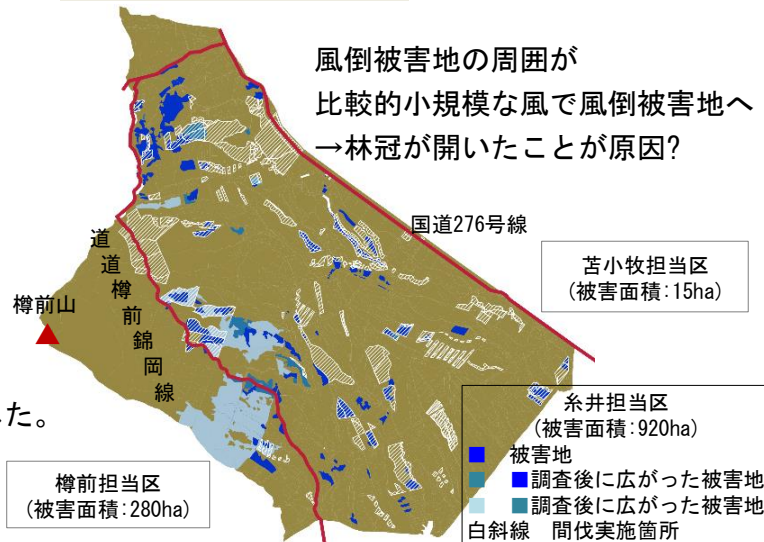 風倒被害地の周囲が
比較的小規模な風で風倒被害地へ
→林冠が開いたことが原因?
国道276号線
苫小牧担当区
(被害面積:15ha)
道道樽前錦岡線
樽前山
た。
樽前担当区
(被害面積:280ha)
糸井担当区
(被害面積:920ha)
被害地
調査後に広がった被害地
調査後に広がった被害地
白斜線 間伐実施箇所